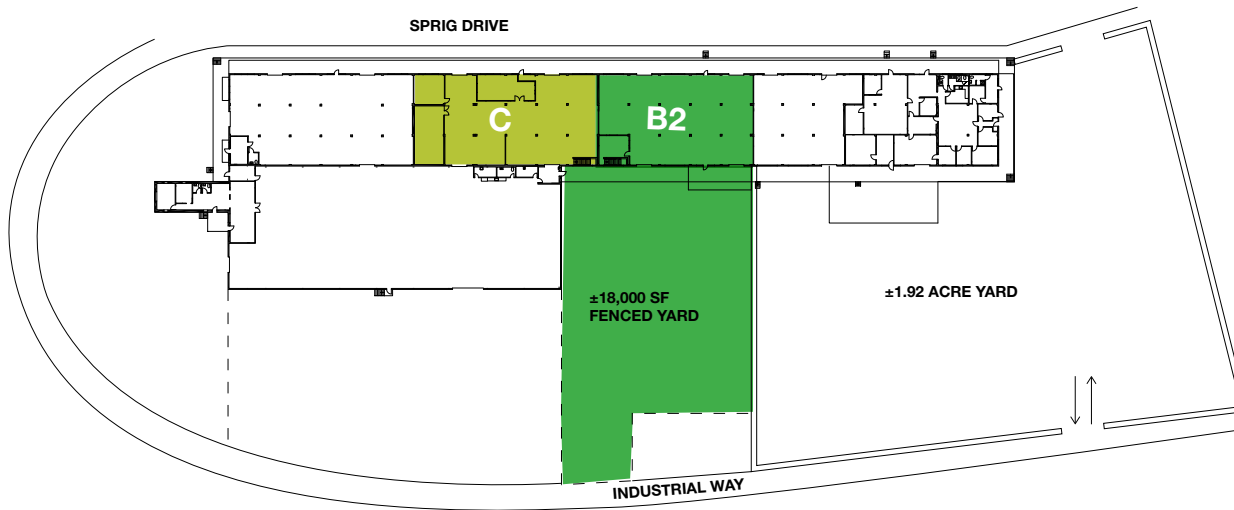 SPRIG DRIVE
C
B2
±18,000 SF
FENCED YARD
±1.92 ACRE YARD
INDUSTRIAL WAY